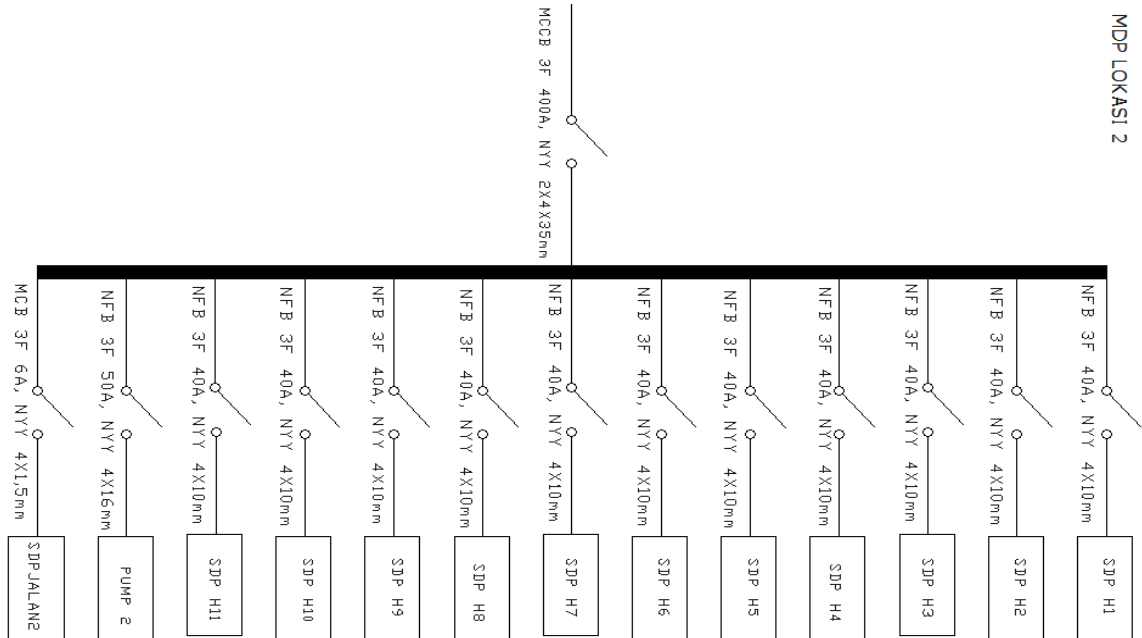 MDP LOKASI 2
MCCB 3F 400A, NYY 2X4X35mm
NFB 3F 40A, NYY 4X10mm
SDP H1
NFB 3F 40A, NYY 4X10mm
SDP H2
NFB 3F 40A, NYY 4X10mm
SDP H3
NFB 3F 40A, NYY 4X10mm
SDP H4
NFB 3F 40A, NYY 4X10mm
SDP H5
NFB 3F 40A, NYY 4X10mm
SDP H6
NFB 3F 40A, NYY 4X10mm
SDP H7
NFB 3F 40A, NYY 4X10mm
SDP H8
NFB 3F 40A, NYY 4X10mm
SDP H9
NFB 3F 40A, NYY 4X10mm
SDP H10
NFB 3F 40A, NYY 4X10mm
SDP H11
NFB 3F 50A, NYY 4X16mm
PUMP 2
MCB 3F 6A, NYY 4X1,5mm
SDPJALAN2